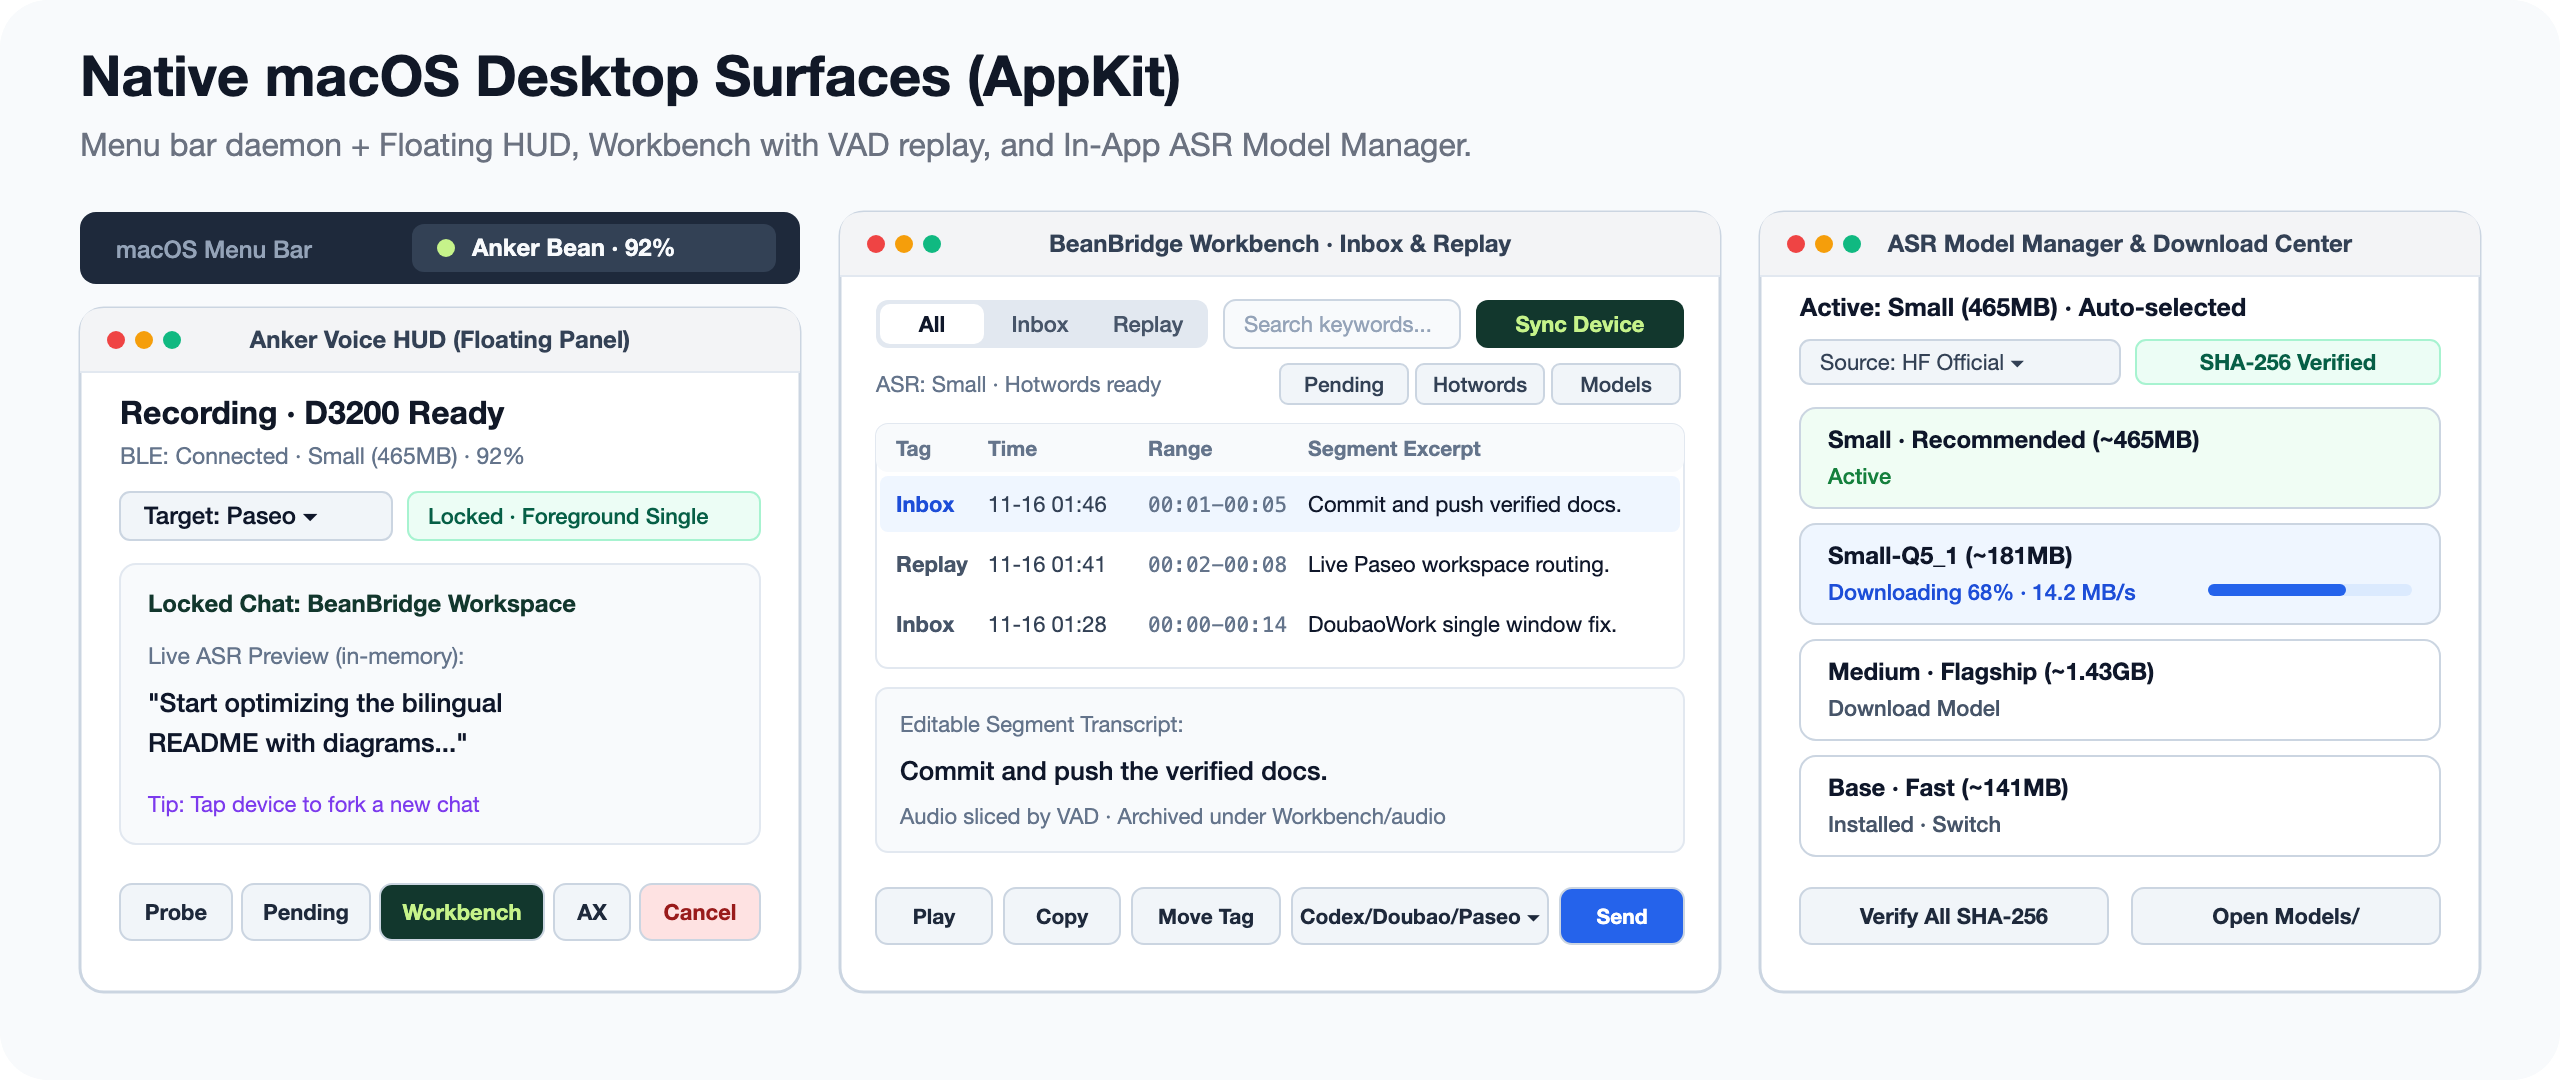 Native macOS Desktop Surfaces (AppKit)
Menu bar daemon + Floating HUD, Workbench with VAD replay, and In-App ASR Model Manager.
macOS Menu Bar
Anker Bean · 92%
Anker Voice HUD (Floating Panel)
Recording · D3200 Ready
BLE: Connected · Small (465MB) · 92%
Target: Paseo
Locked · Foreground Single
Locked Chat: BeanBridge Workspace
Live ASR Preview (in-memory):
"Start optimizing the bilingual
README with diagrams..."
Tip: Tap device to fork a new chat
Probe
Pending
Workbench
AX
Cancel
BeanBridge Workbench · Inbox & Replay
All
Inbox
Replay
Search keywords...
Sync Device
ASR: Small · Hotwords ready
Pending
Hotwords
Models
Tag Time Range Segment Excerpt
Inbox 11-16 01:46 00:01–00:05 Commit and push verified docs.
Replay 11-16 01:41 00:02–00:08 Live Paseo workspace routing.
Inbox 11-16 01:28 00:00–00:14 DoubaoWork single window fix.
Editable Segment Transcript:
Commit and push the verified docs.
Audio sliced by VAD · Archived under Workbench/audio
Play
Copy
Move Tag
Codex/Doubao/Paseo
Send
ASR Model Manager & Download Center
Active: Small (465MB) · Auto-selected
Source: HF Official
SHA-256 Verified
Small · Recommended (~465MB)
Active
Small-Q5_1 (~181MB)
Downloading 68% · 14.2 MB/s
Medium · Flagship (~1.43GB)
Download Model
Base · Fast (~141MB)
Installed · Switch
Verify All SHA-256
Open Models/